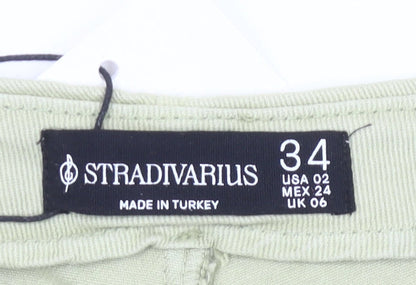 STRADIVARIUS
MADE IN TURKEY
34
USA 02
MEX 24
UK 06